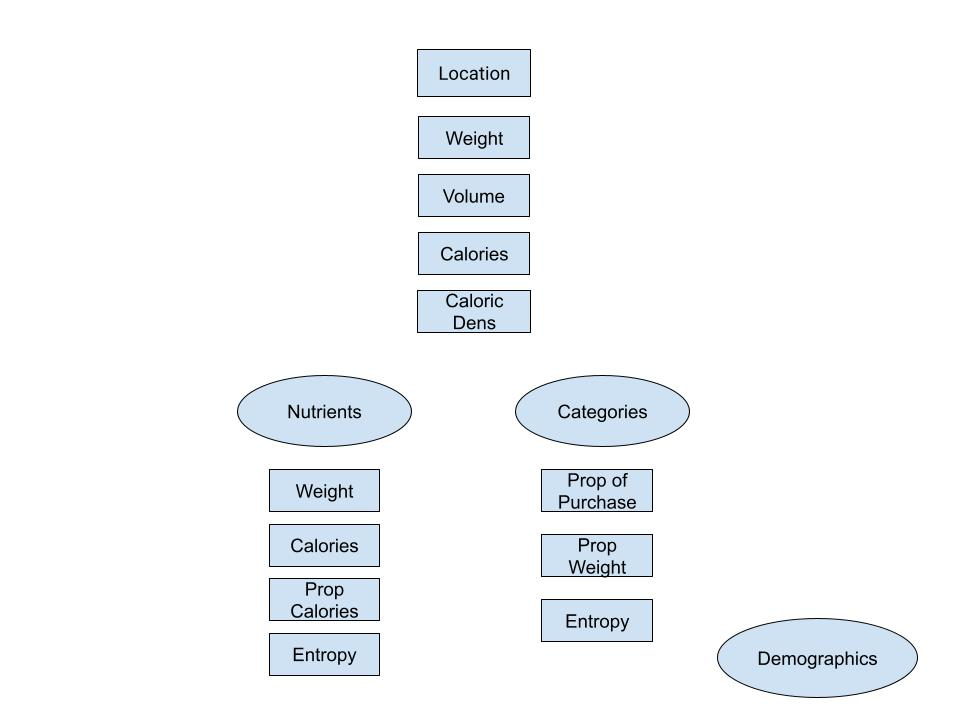 Location
Weight
Volume
Calories
Caloric
Dens
Nutrients
Categories
Weight
Calories
Prop
Calories
Entropy
Prop of
Purchase
Prop
Weight
Entropy
Demographics